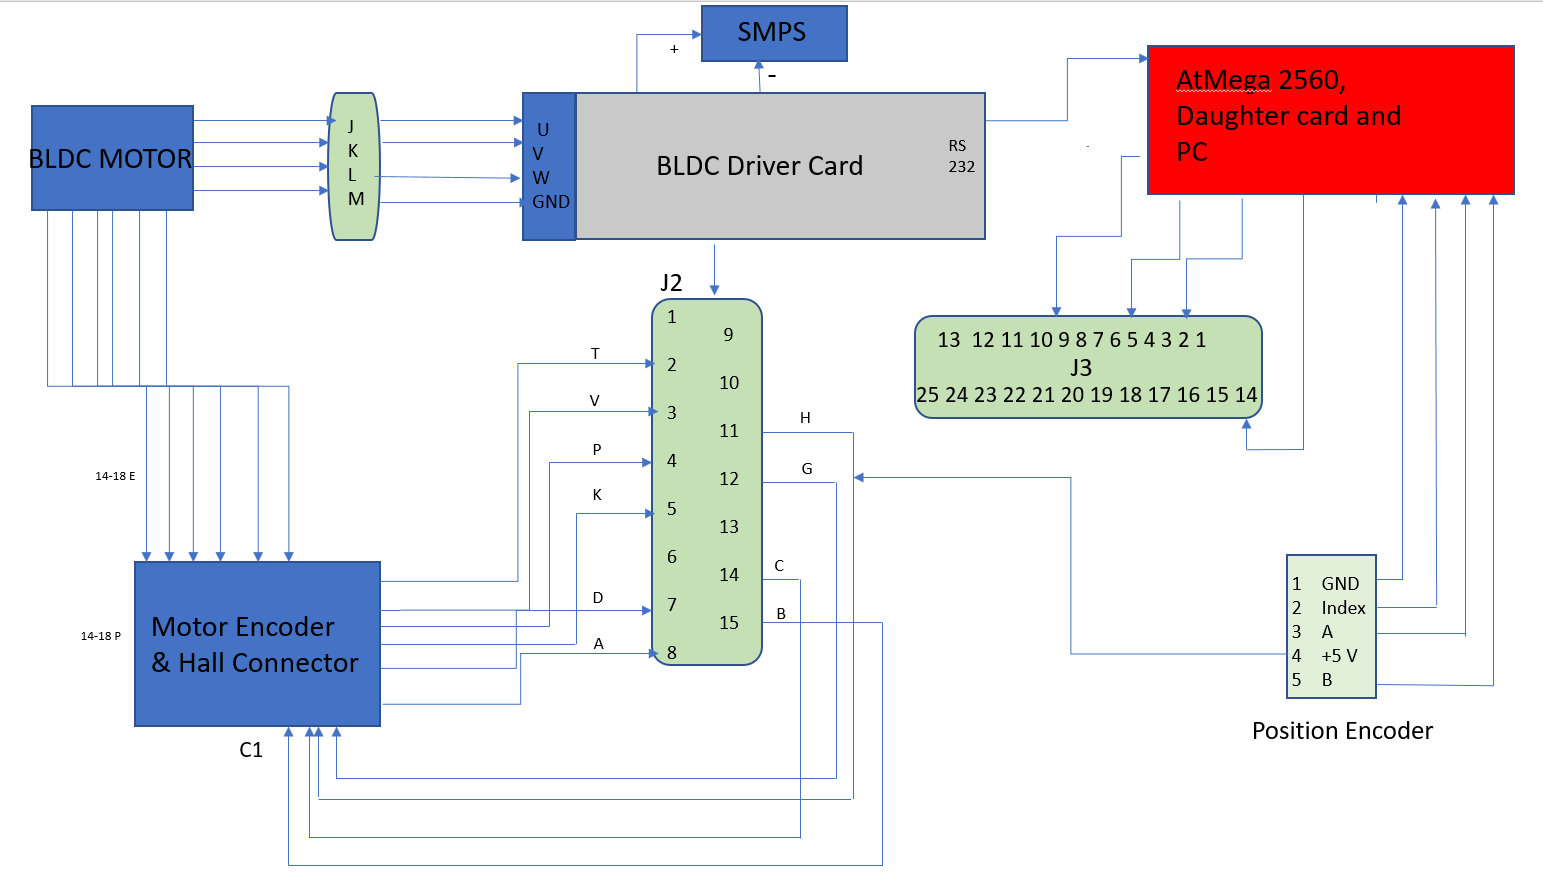 SMPS
+
-
AtMega 2560,
Daughter card and
PC
BLDC MOTOR
J
K
L
M
U
V
W
GND
BLDC Driver Card
RS
232
-
J2
1
9
2
10
3
11
4
12
5
13
6
14
7
15
8
T
V
P
K
D
A
H
G
C
B
13 12 11 10 9 8 7 6 5 4 3 2 1
J3
25 24 23 22 21 20 19 18 17 16 15 14
14-18 E
14-18 P
Motor Encoder
& Hall Connector
C1
1 GND
2 Index
3 A
4 +5 V
5 B
Position Encoder